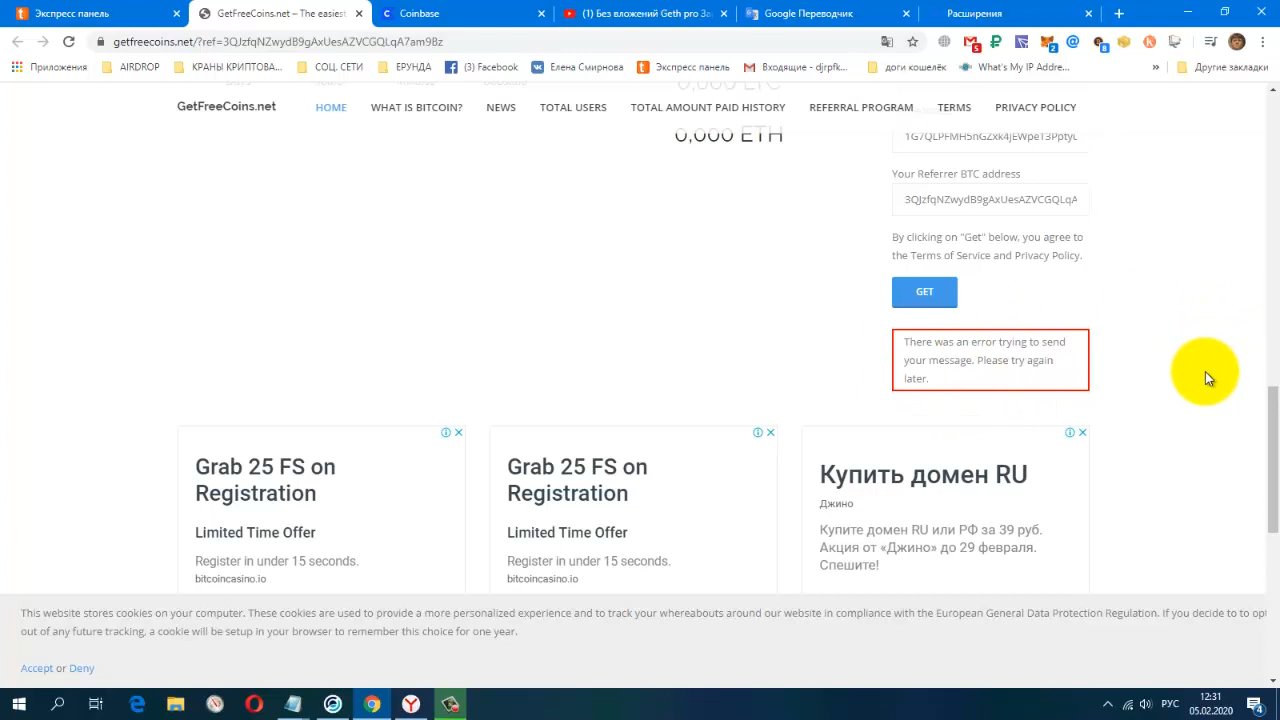 Экспресс панель
GetFreeCoins.net – The easiest
Coinbase
(1) Без вложений Geth pro За
Google Переводчик
Расширения
getfreecoins.net/?ref=3QJzfqNZwydB9gAxUesAZVCGQLqA7am9Bz
5
2
8
Приложения
AIRDROP
КРАНЫ КРИПТОВА...
СОЦ. СЕТИ
ЕРУНДА
(3) Facebook
Елена Смирнова
Экспресс панель
Входящие - djrpfk...
доги кошелёк
What's My IP Addre...
»
Другие закладки
0,000 LTC
GetFreeCoins.net
HOME
WHAT IS BITCOIN?
NEWS
TOTAL USERS
TOTAL AMOUNT PAID HISTORY
REFERRAL PROGRAM
TERMS
PRIVACY POLICY
0,000 ETH
1G7QLPFMH5nGZxk4jEWpeT3Pptyc
Your Referrer BTC address
3QJzfqNZwydB9gAxUesAZVCGQLqA
By clicking on "Get" below, you agree to
the Terms of Service and Privacy Policy.
GET
There was an error trying to send
your message. Please try again
later.
Grab 25 FS on
Registration
Limited Time Offer
Register in under 15 seconds.
bitcoincasino.io
Grab 25 FS on
Registration
Limited Time Offer
Register in under 15 seconds.
bitcoincasino.io
Купить домен RU
Джино
Купите домен RU или РФ за 39 руб.
Акция от «Джино» до 29 февраля.
Спешите!
This website stores cookies on your computer. These cookies are used to provide a more personalized experience and to track your whereabouts around our website in compliance with the European General Data Protection Regulation. If you decide to to opt
out of any future tracking, a cookie will be setup in your browser to remember this choice for one year.
Accept or Deny
РУС
12:31
05.02.2020
4